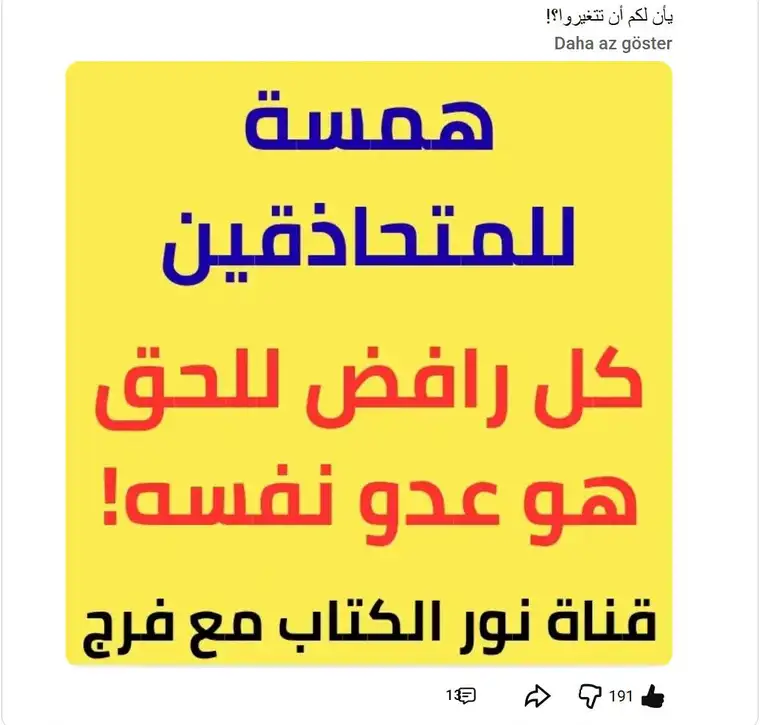 يأن لكم أن تتغيروا؟!
Daha az göster
همسة
للمتحاذقين
كل رافض للحق
هو عدو نفسه!
قناة نور الكتاب مع فرج
191
13